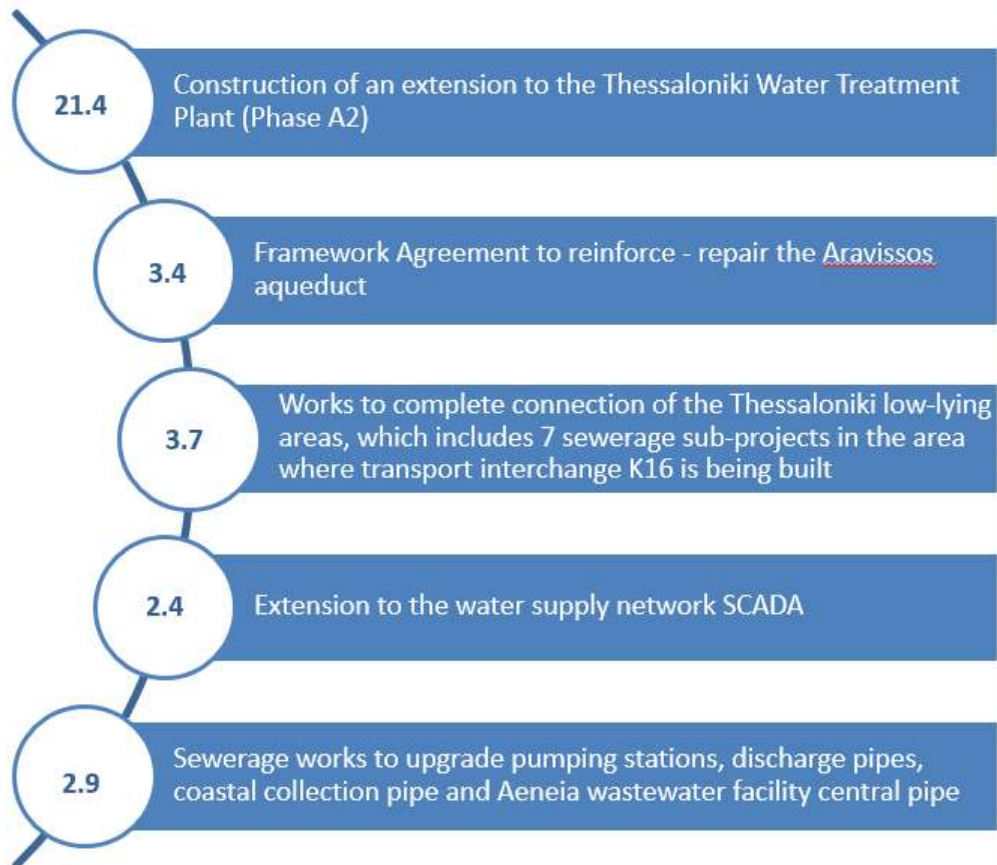 21.4
Construction of an extension to the Thessaloniki Water Treatment
Plant (Phase A2)
3.4
Framework Agreement to reinforce - repair the Aravissos
aqueduct
3.7
Works to complete connection of the Thessaloniki low-lying
areas, which includes 7 sewerage sub-projects in the area
where transport interchange K16 is being built
2.4
Extension to the water supply network SCADA
2.9
Sewerage works to upgrade pumping stations, discharge pipes,
coastal collection pipe and Aeneia wastewater facility central pipe